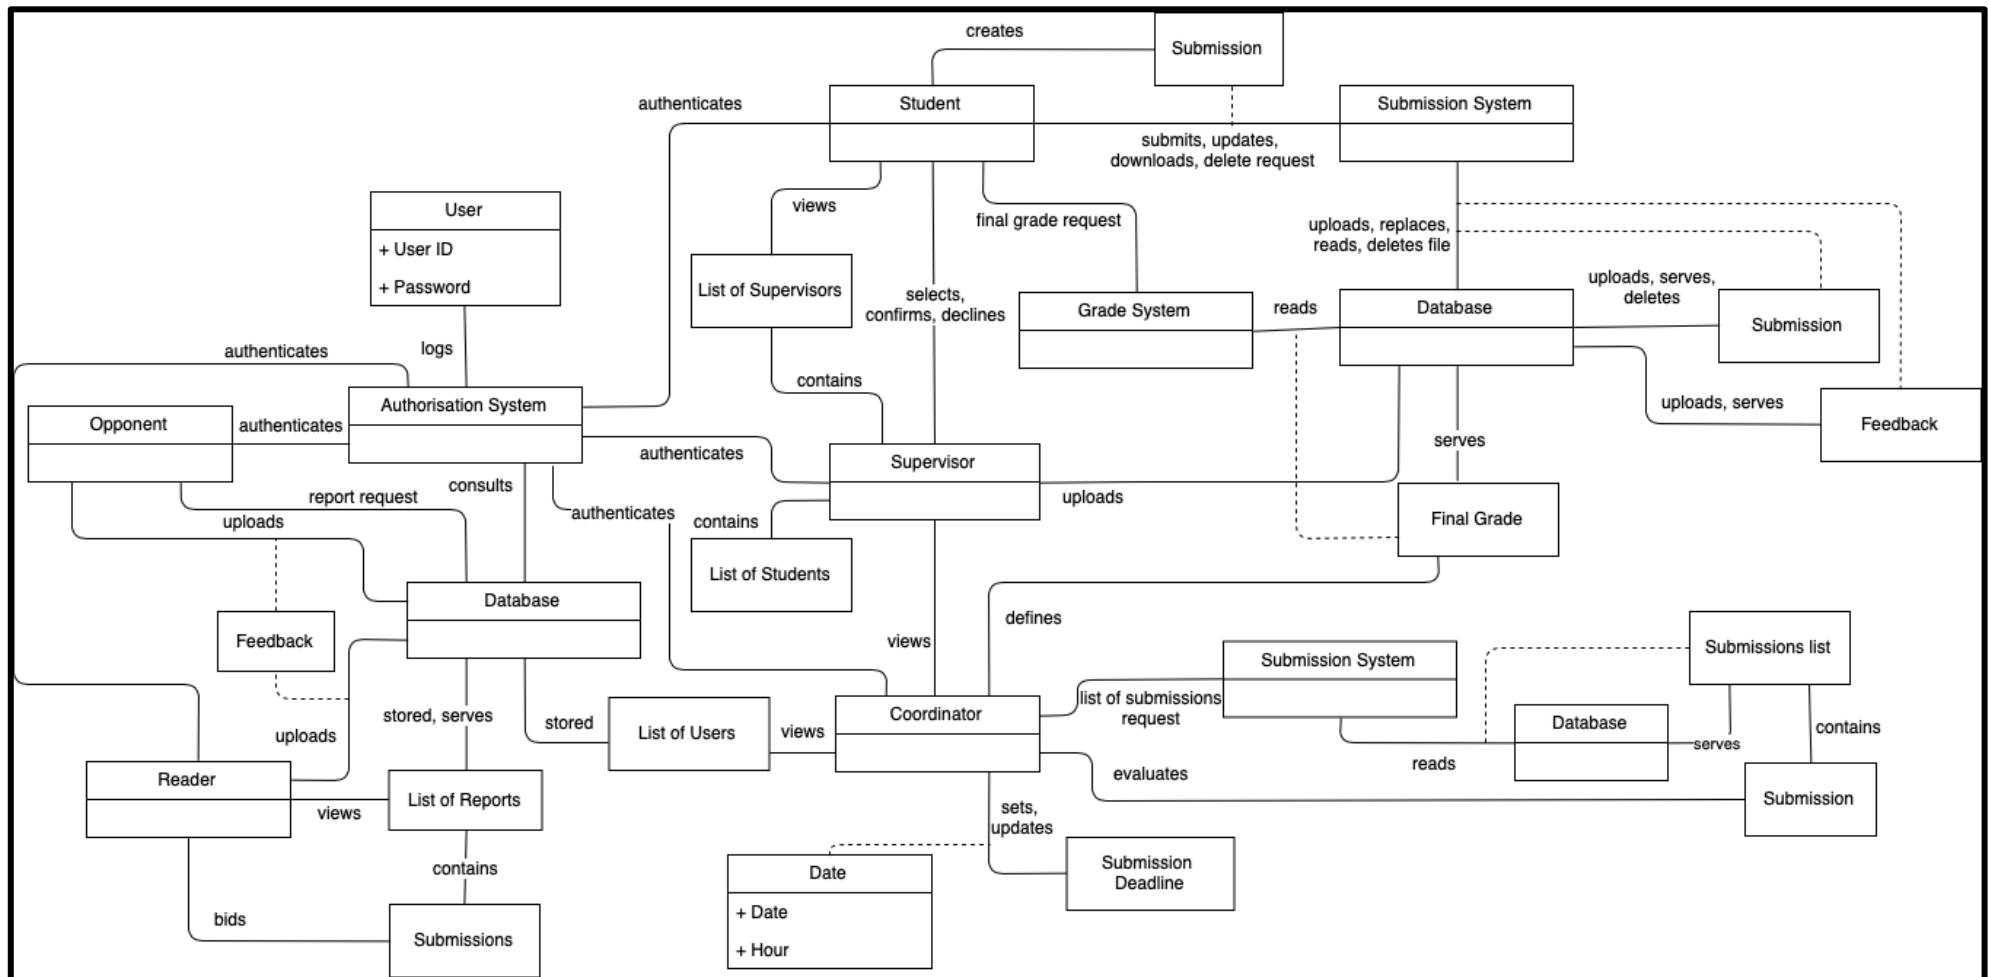 creates
Submission
authenticates
Student
Submission System
submits, updates,
downloads, delete request
User
+ User ID
+ Password
views
final grade request
uploads, replaces,
reads, deletes file
List of Supervisors
selects,
confirms, declines
Grade System
reads
Database
uploads, serves,
deletes
Submission
authenticates
logs
contains
uploads, serves
Feedback
Opponent
authenticates
Authorisation System
authenticates
Supervisor
serves
uploads
report request
consults
uploads
authenticates
contains
Final Grade
List of Students
Database
Feedback
views
defines
Submission System
Submissions list
list of submissions
request
stored, serves
stored
List of Users
views
Coordinator
Database
serves
contains
uploads
reads
evaluates
Submission
Reader
views
List of Reports
sets,
updates
contains
Date
+ Date
+ Hour
Submission
Deadline
bids
Submissions